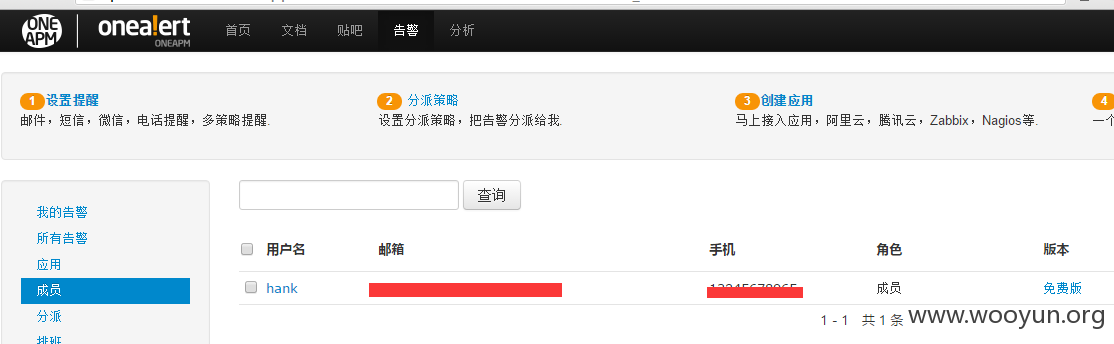 ONE APM onealert ONEAPM 首页 文档 贴吧 告警 分析
1 设置提醒 2 分派策略 3 创建应用 4
邮件，短信，微信，电话提醒，多策略提醒. 设置分派策略，把告警分派给我. 马上接入应用，阿里云，腾讯云，Zabbix，Nagios等. 一个
查询
我的告警
所有告警
应用
成员
分派
排班
用户名 邮箱 手机 角色 版本
hank 成员 免费版
1 - 1 共 1 条
www.wooyun.org